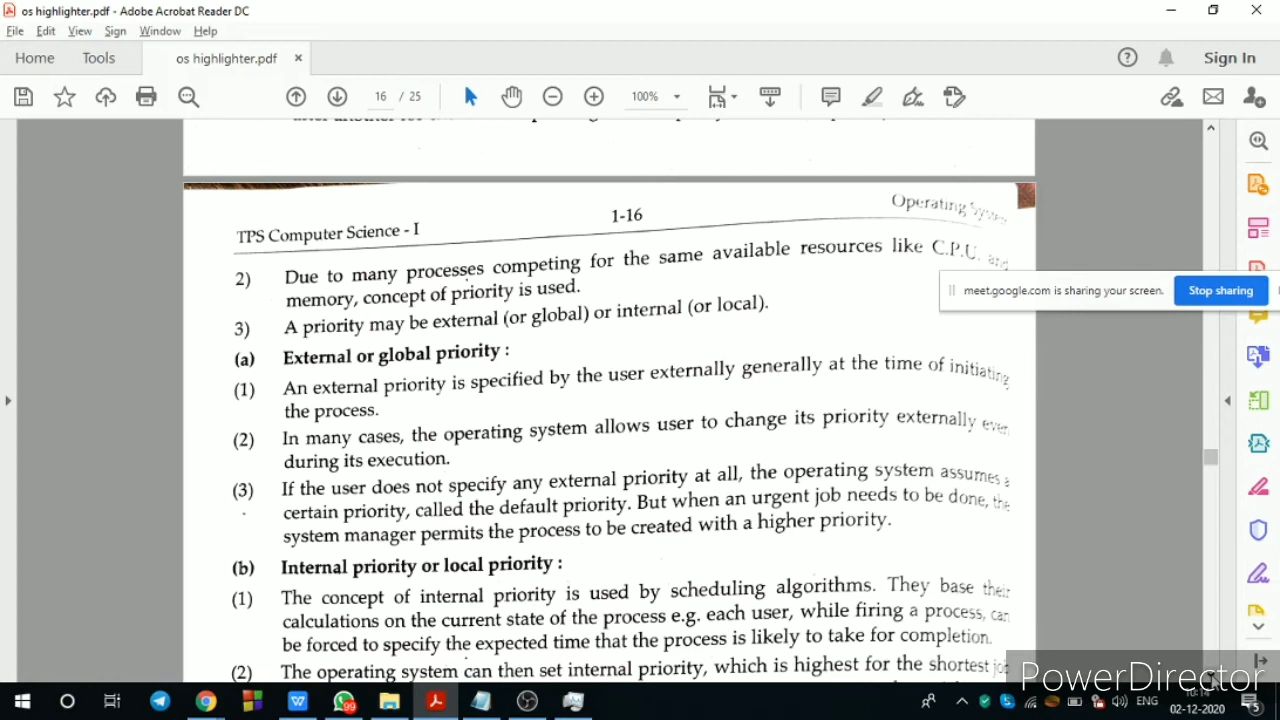 os highlighter.pdf - Adobe Acrobat Reader DC
File Edit View Sign Window Help
Home Tools os highlighter.pdf × Sign In
16 / 25 100%
TPS Computer Science - I 1-16 Operating System
2) Due to many processes competing for the same available resources like C.P.U. and
memory, concept of priority is used.
meet.google.com is sharing your screen. Stop sharing
3) A priority may be external (or global) or internal (or local).
(a) External or global priority :
(1) An external priority is specified by the user externally generally at the time of initiating
the process.
(2) In many cases, the operating system allows user to change its priority externally even
during its execution.
(3) If the user does not specify any external priority at all, the operating system assumes a
certain priority, called the default priority. But when an urgent job needs to be done, the
system manager permits the process to be created with a higher priority.
(b) Internal priority or local priority :
(1) The concept of internal priority is used by scheduling algorithms. They base their
calculations on the current state of the process e.g. each user, while firing a process, can
be forced to specify the expected time that the process is likely to take for completion.
(2) The operating system can then set internal priority, which is highest for the shortest job
PowerDirector
99 ENG 02-12-2020 5